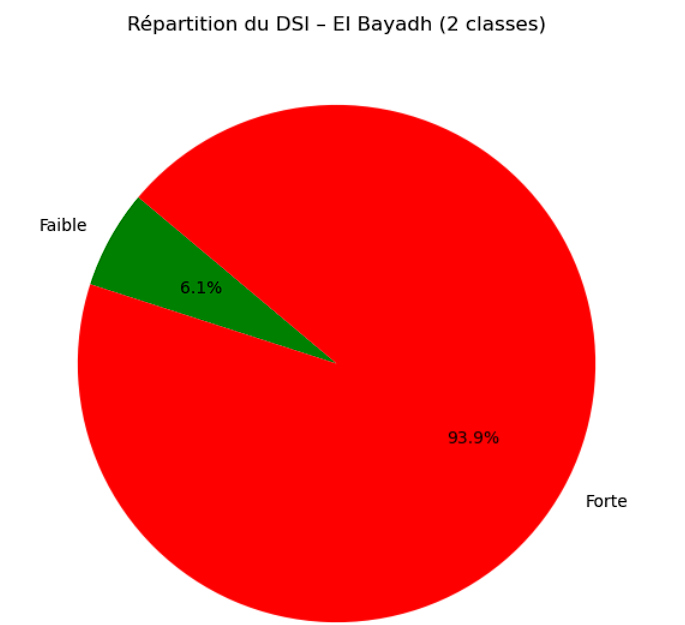 Répartition du DSI – El Bayadh (2 classes)
Faible
6.1%
93.9%
Forte